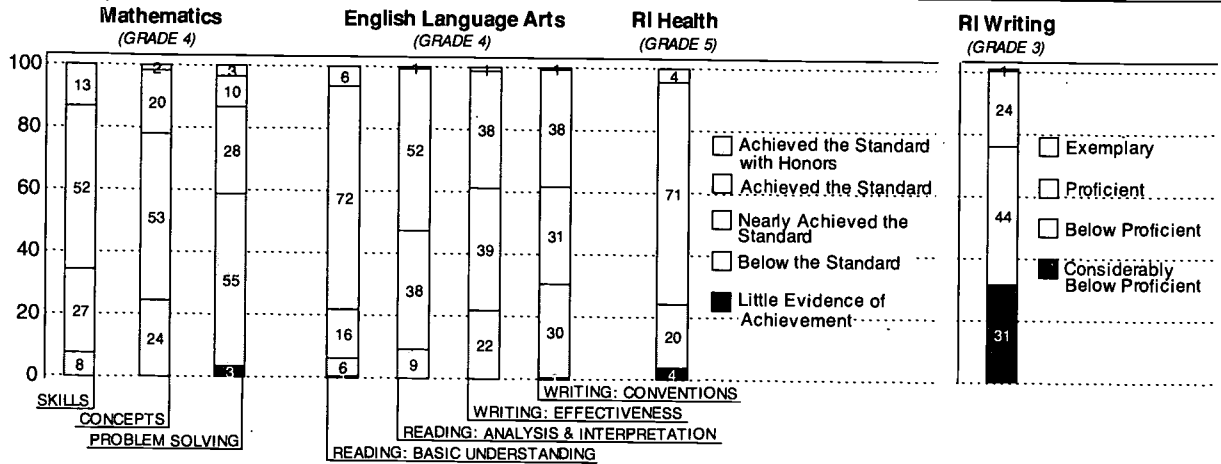 Mathematics
(GRADE 4)
English Language Arts
(GRADE 4)
RI Health
(GRADE 5)
RI Writing
(GRADE 3)
100
80
60
40
20
0
13
52
27
8
2
20
53
24
3
10
28
55
3
6
72
16
6
1
52
38
9
1
38
39
22
1
38
31
30
4
71
20
4
1
24
44
31
Achieved the Standard
with Honors
Achieved the Standard
Nearly Achieved the
Standard
Below the Standard
Little Evidence of
Achievement
Exemplary
Proficient
Below Proficient
Considerably
Below Proficient
SKILLS
CONCEPTS
PROBLEM SOLVING
WRITING: CONVENTIONS
WRITING: EFFECTIVENESS
READING: ANALYSIS & INTERPRETATION
READING: BASIC UNDERSTANDING